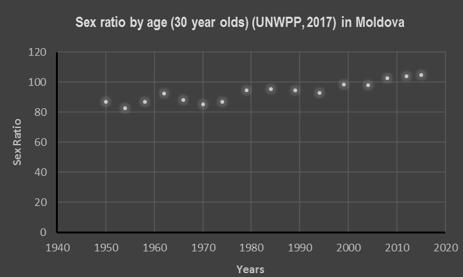 Sex ratio by age (30 year olds) (UNWPP, 2017) in Moldova
120
100
80
60
40
20
0
Sex Ratio
1940 1950 1960 1970 1980 1990 2000 2010 2020
Years